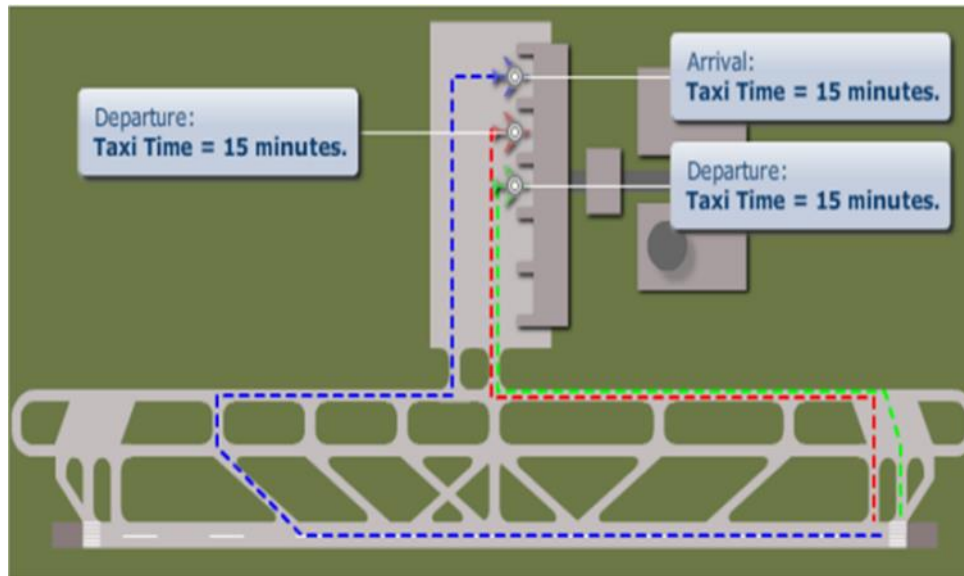 Arrival:
Taxi Time = 15 minutes.
Departure:
Taxi Time = 15 minutes.
Departure:
Taxi Time = 15 minutes.